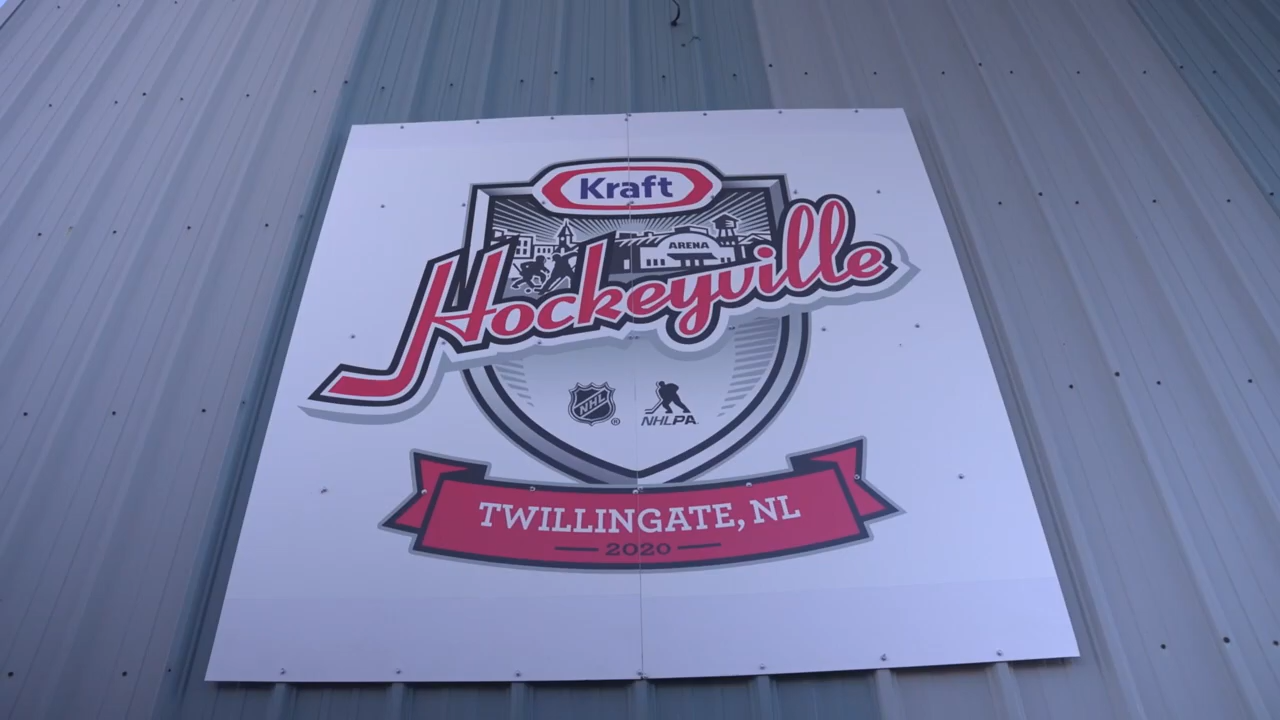 Kraft
ARENA
Hockeyville
NHL ®
NHLPA
TWILLINGATE, NL
2020